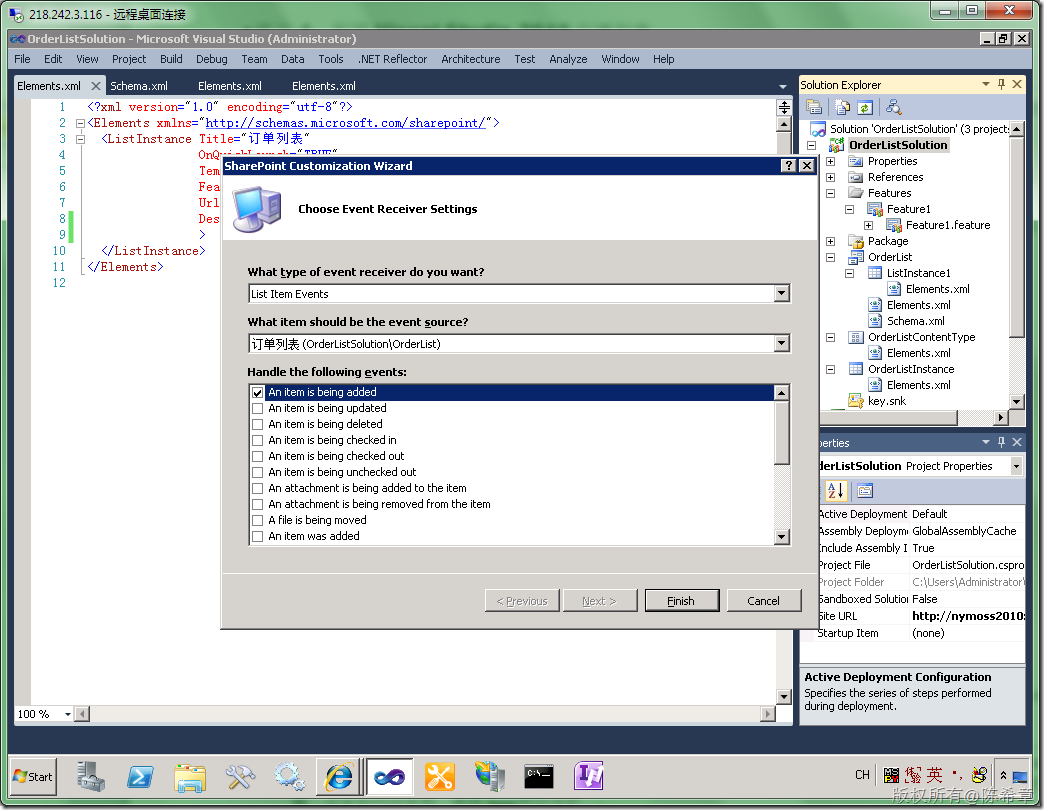 218.242.3.116 - 远程桌面连接
OrderListSolution - Microsoft Visual Studio (Administrator)
File Edit View Project Build Debug Team Data Tools .NET Reflector Architecture Test Analyze Window Help
Elements.xml Schema.xml Elements.xml Elements.xml
1 <?xml version="1.0" encoding="utf-8"?>
2 <Elements xmlns="http://schemas.microsoft.com/sharepoint/">
3 <ListInstance Title="订单列表"
4 OnQuickLaunch="TRUE"
5 Tem
6 Fea
7 Url
8 Des
9 >
10 </ListInstance>
11 </Elements>
12
100 %
SharePoint Customization Wizard
Choose Event Receiver Settings
What type of event receiver do you want?
List Item Events
What item should be the event source?
订单列表 (OrderListSolution\OrderList)
Handle the following events:
An item is being added
An item is being updated
An item is being deleted
An item is being checked in
An item is being checked out
An item is being unchecked out
An attachment is being added to the item
An attachment is being removed from the item
A file is being moved
An item was added
< Previous Next > Finish Cancel
Solution Explorer
Solution 'OrderListSolution' (3 projects
OrderListSolution
Properties
References
Features
Feature1
Feature1.feature
Package
OrderList
ListInstance1
Elements.xml
Elements.xml
Schema.xml
OrderListContentType
Elements.xml
OrderListInstance
Elements.xml
key.snk
perties
derListSolution Project Properties
Active Deployment Default
Assembly Deploym GlobalAssemblyCache
Include Assembly I True
Project File OrderListSolution.cspro
Project Folder C:\Users\Administrator\
Sandboxed Solutio False
Site URL http://nymoss2010:
Startup Item (none)
Active Deployment Configuration
Specifies the series of steps performed
during deployment.
Start CH 英
版权所有@陈希章